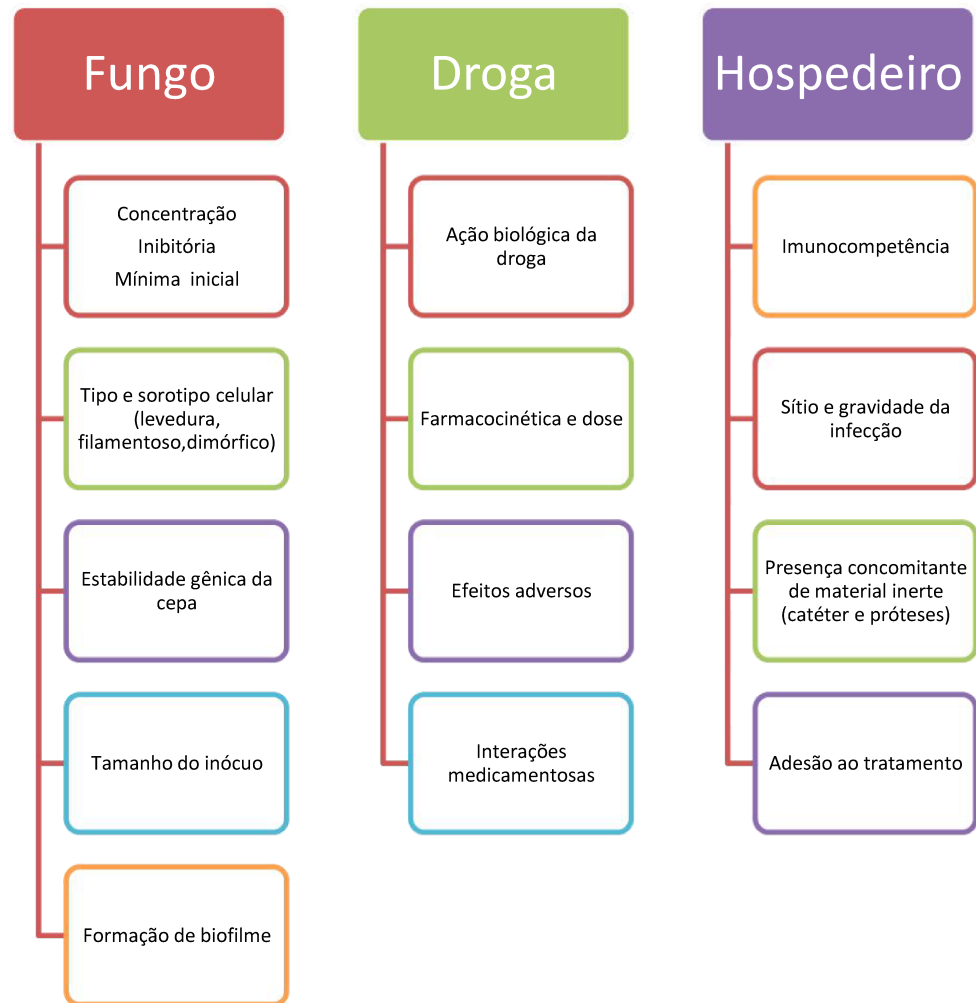 Fungo
Concentração
Inibitória
Mínima inicial
Tipo e sorotipo celular
(levedura,
filamentoso,dimórfico)
Estabilidade gênica da
cepa
Tamanho do inócuo
Formação de biofilme
Droga
Ação biológica da
droga
Farmacocinética e dose
Efeitos adversos
Interações
medicamentosas
Hospedeiro
Imunocompetência
Sítio e gravidade da
infecção
Presença concomitante
de material inerte
(catéter e próteses)
Adesão ao tratamento